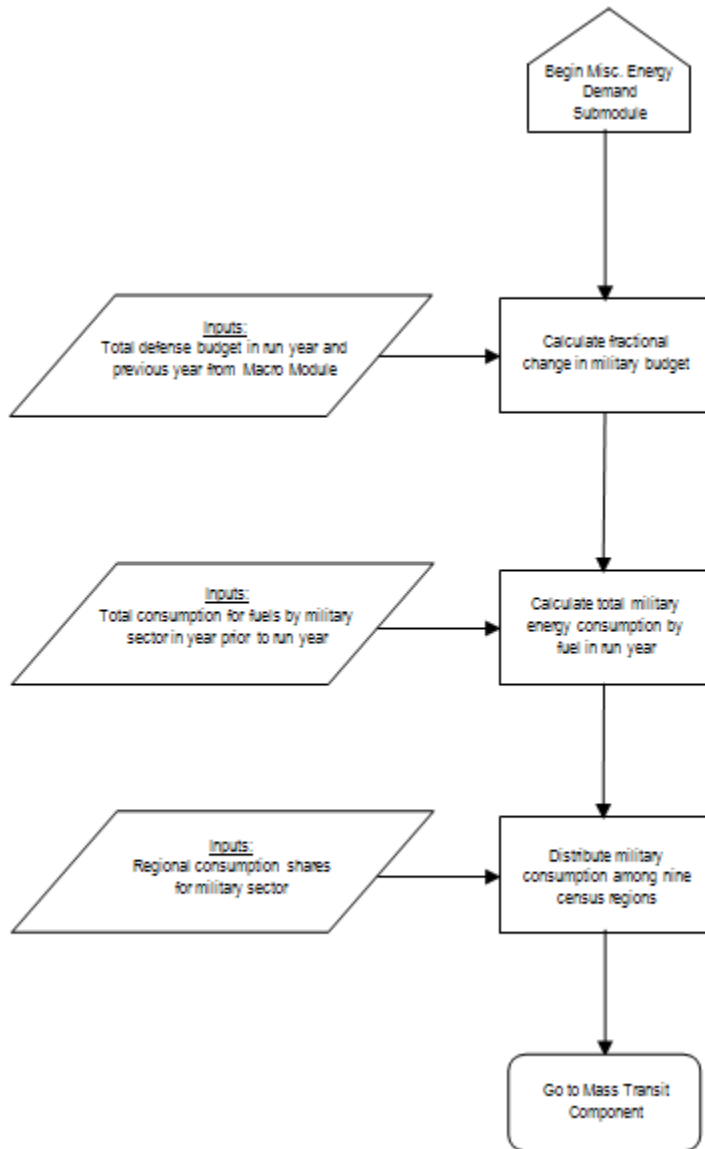 Begin Misc. Energy
Demand
Submodule
Inputs:
Total defense budget in run year and
previous year from Macro Module
Calculate fractional
change in military budget
Inputs:
Total consumption for fuels by military
sector in year prior to run year
Calculate total military
energy consumption by
fuel in run year
Inputs:
Regional consumption shares
for military sector
Distribute military
consumption among nine
census regions
Go to Mass Transit
Component